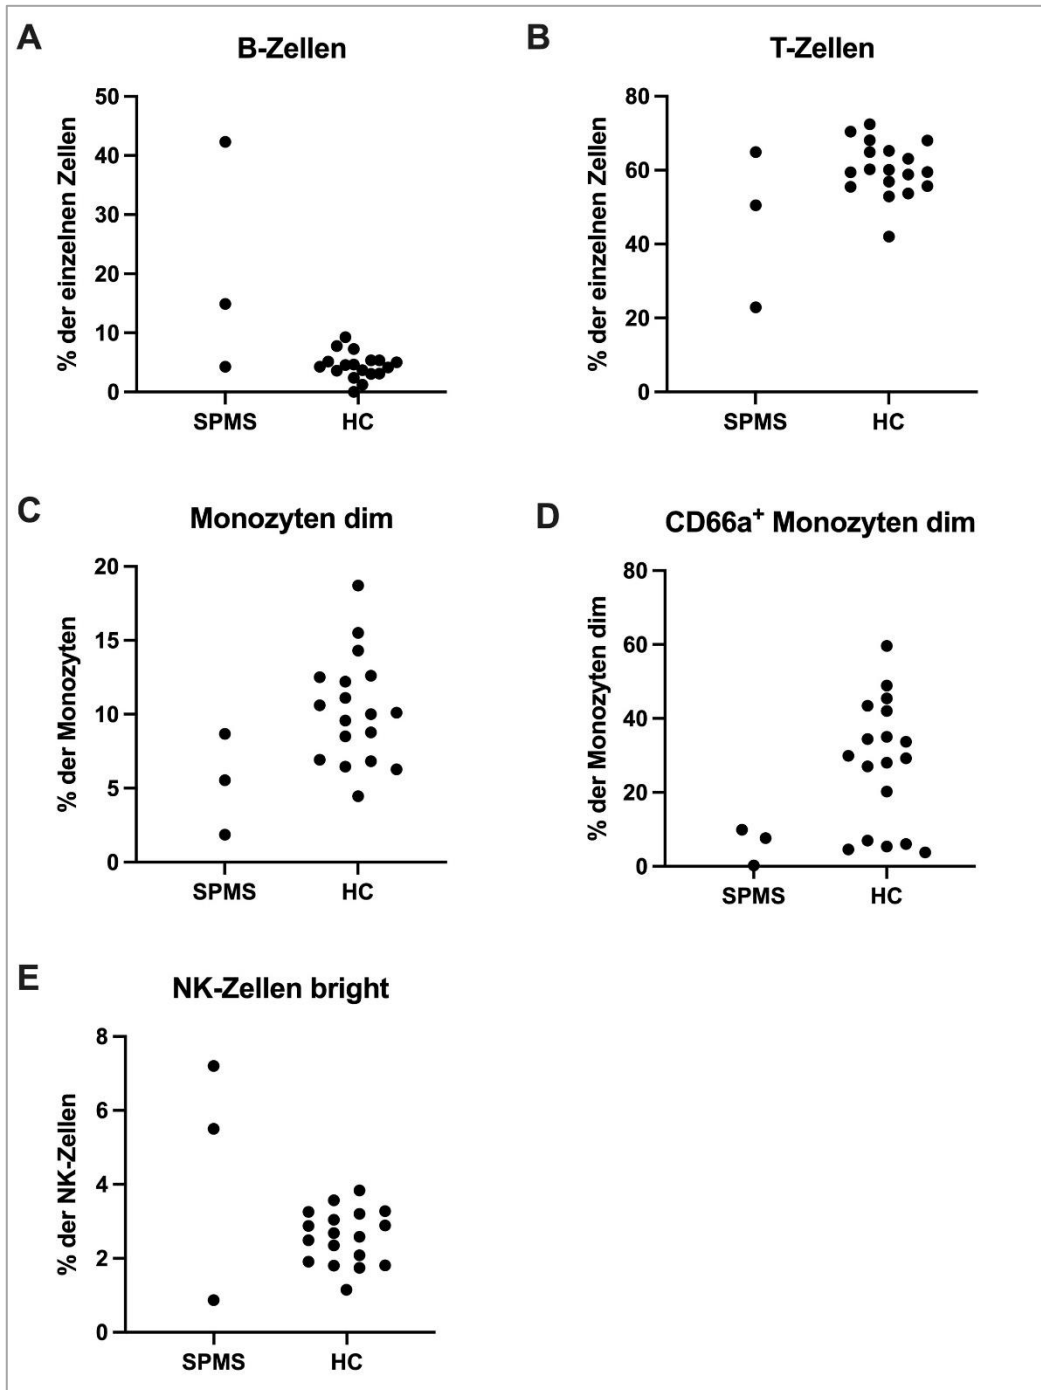 A
B-Zellen
% der einzelnen Zellen
50
40
30
20
10
0
SPMS
HC
B
T-Zellen
% der einzelnen Zellen
80
60
40
20
0
SPMS
HC
C
Monozyten dim
% der Monozyten
20
15
10
5
0
SPMS
HC
D
CD66a⁺ Monozyten dim
% der Monozyten dim
80
60
40
20
0
SPMS
HC
E
NK-Zellen bright
% der NK-Zellen
8
6
4
2
0
SPMS
HC